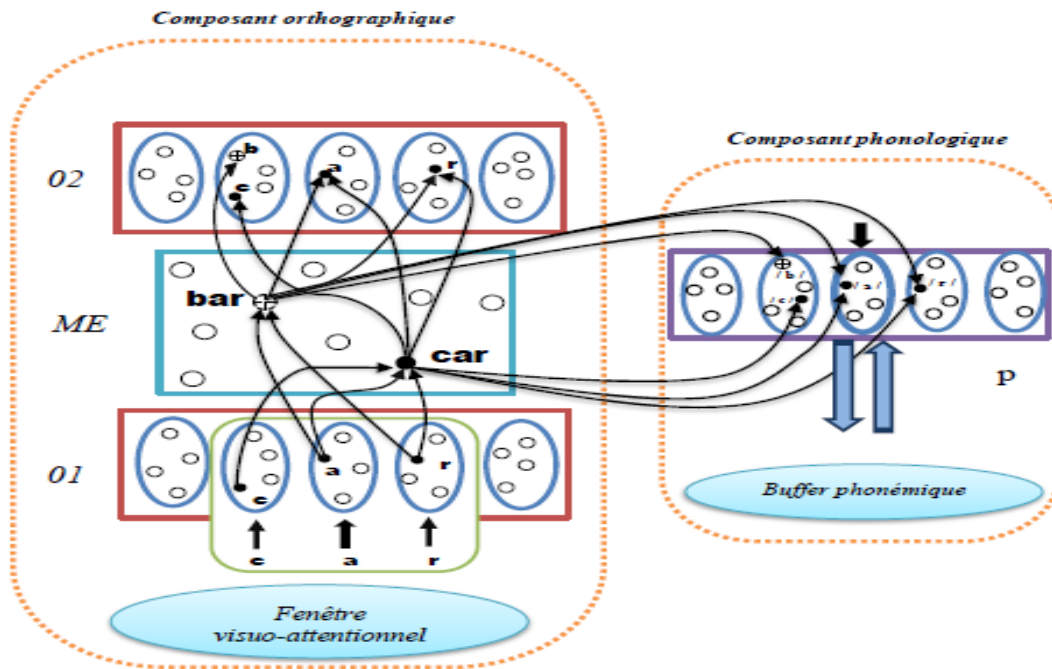 Composant orthographique
Composant phonologique
02
b
c
a
r
ME
bar
car
/ b /
/ c /
/ a /
/ r /
P
01
c
a
r
c
a
r
Buffer phonémique
Fenêtre
visuo-attentionnel